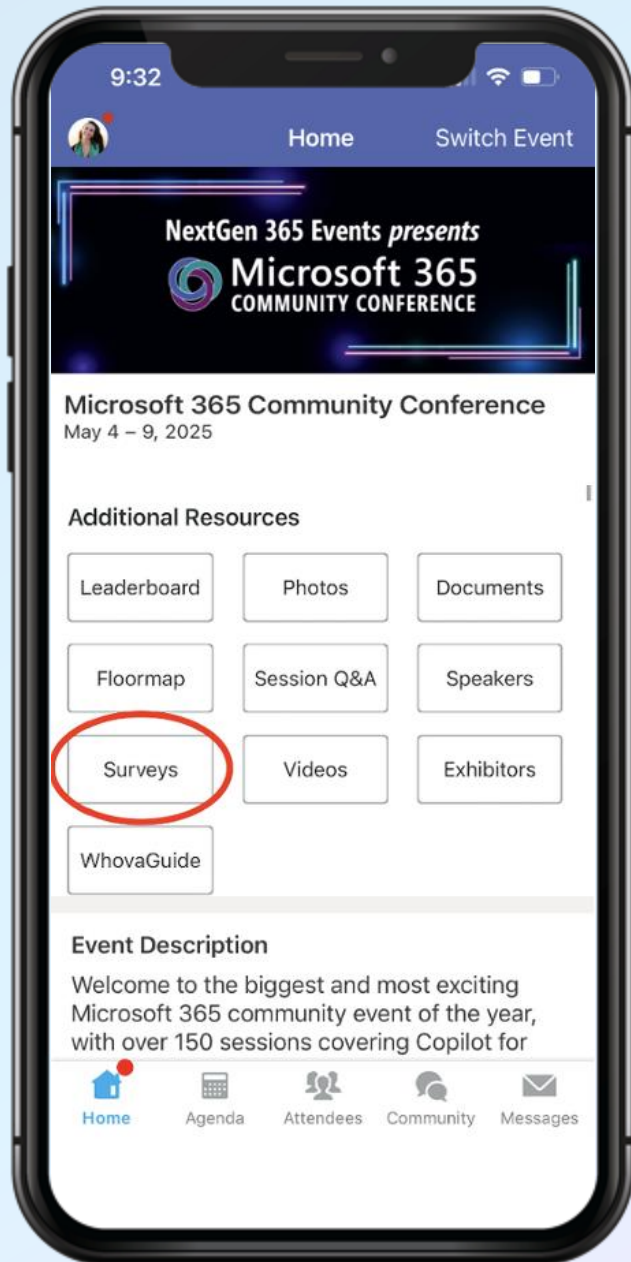 9:32
Home
Switch Event
NextGen 365 Events presents
Microsoft 365
COMMUNITY CONFERENCE
Microsoft 365 Community Conference
May 4 – 9, 2025
Additional Resources
Leaderboard
Photos
Documents
Floormap
Session Q&A
Speakers
Surveys
Videos
Exhibitors
WhovaGuide
Event Description
Welcome to the biggest and most exciting
Microsoft 365 community event of the year,
with over 150 sessions covering Copilot for
Home
Agenda
Attendees
Community
Messages